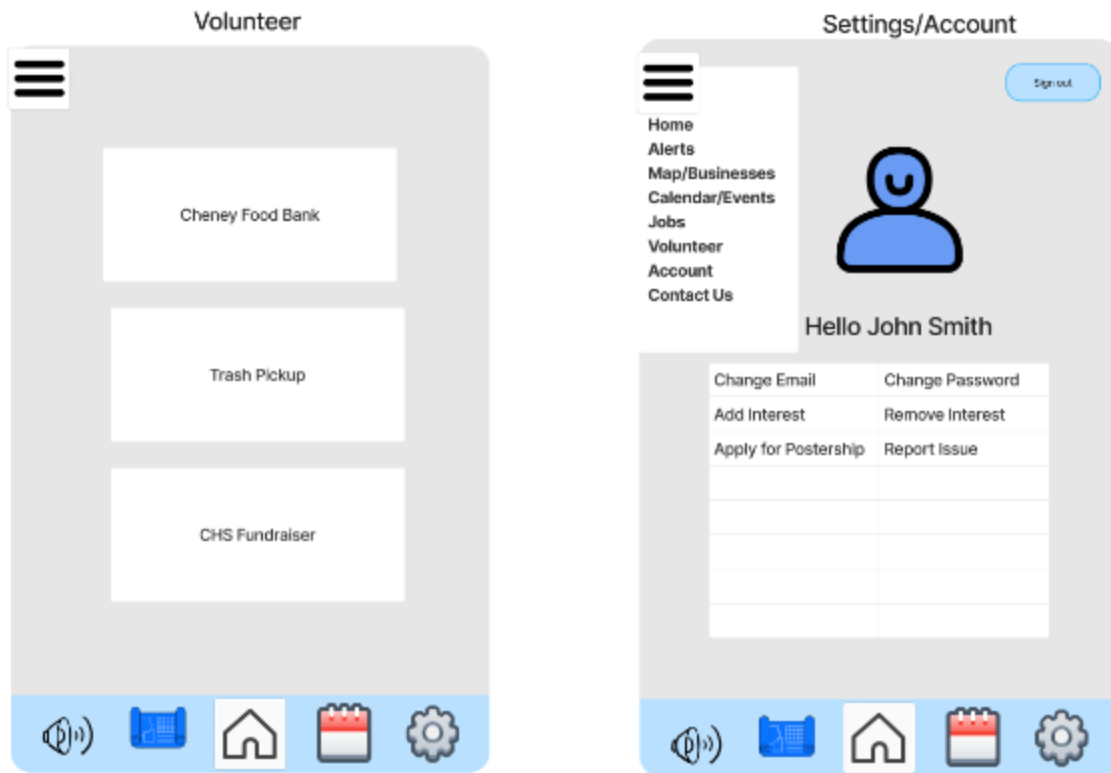 Volunteer
Cheney Food Bank
Trash Pickup
CHS Fundraiser
Settings/Account
Sign out
Home
Alerts
Map/Businesses
Calendar/Events
Jobs
Volunteer
Account
Contact Us
Hello John Smith
Change Email Change Password
Add Interest Remove Interest
Apply for Postership Report Issue